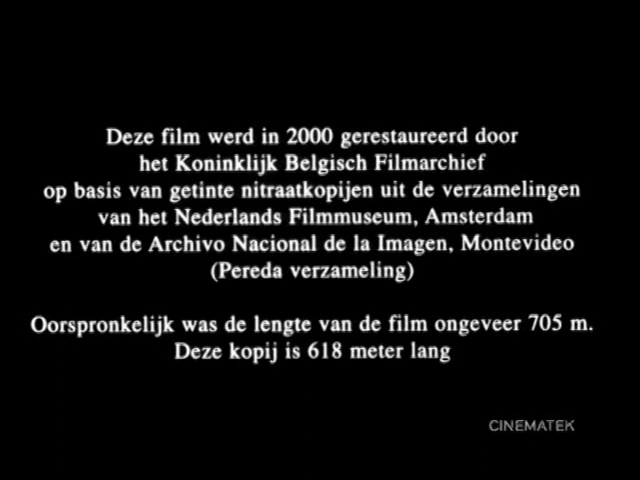 Deze film werd in 2000 gerestaureerd door
het Koninklijk Belgisch Filmarchief
op basis van getinte nitraatkopijen uit de verzamelingen
van het Nederlands Filmmuseum, Amsterdam
en van de Archivo Nacional de la Imagen, Montevideo
(Pereda verzameling)
Oorspronkelijk was de lengte van de film ongeveer 705 m.
Deze kopij is 618 meter lang
CINEMATEK